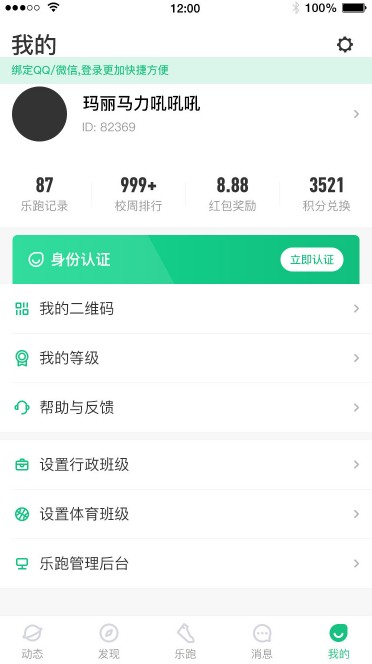 12:00
100%
我的
绑定QQ/微信,登录更加快捷方便
玛丽马力吼吼吼
ID: 82369
87 999+ 8.88 3521
乐跑记录 校周排行 红包奖励 积分兑换
身份认证 立即认证
我的二维码
我的等级
帮助与反馈
设置行政班级
设置体育班级
乐跑管理后台
动态 发现 乐跑 消息 我的